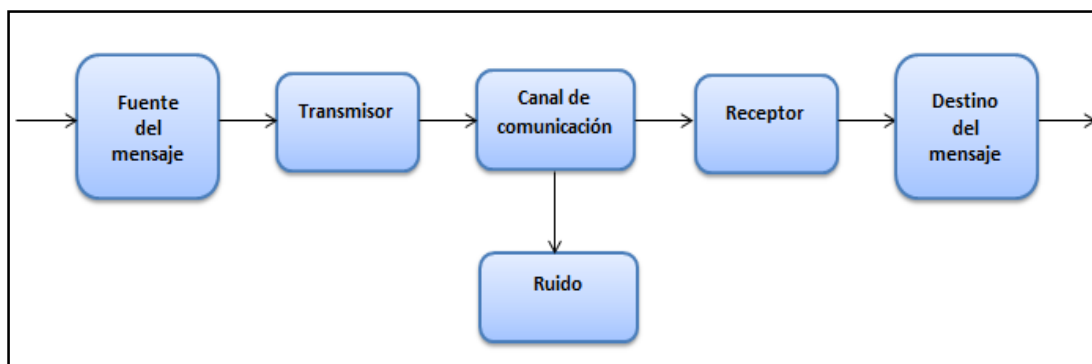 Fuente
del
mensaje
Transmisor
Canal de
comunicación
Receptor
Destino
del
mensaje
Ruido